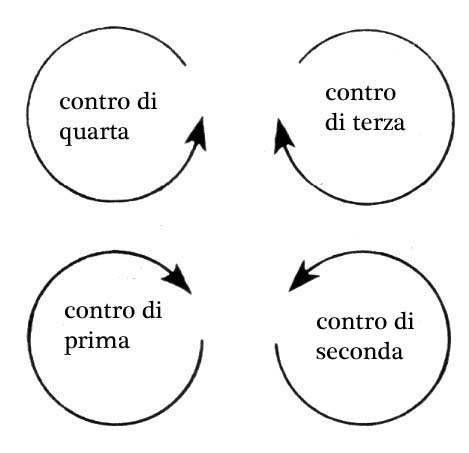 contro di
quarta
contro
di terza
contro di
prima
contro di
seconda